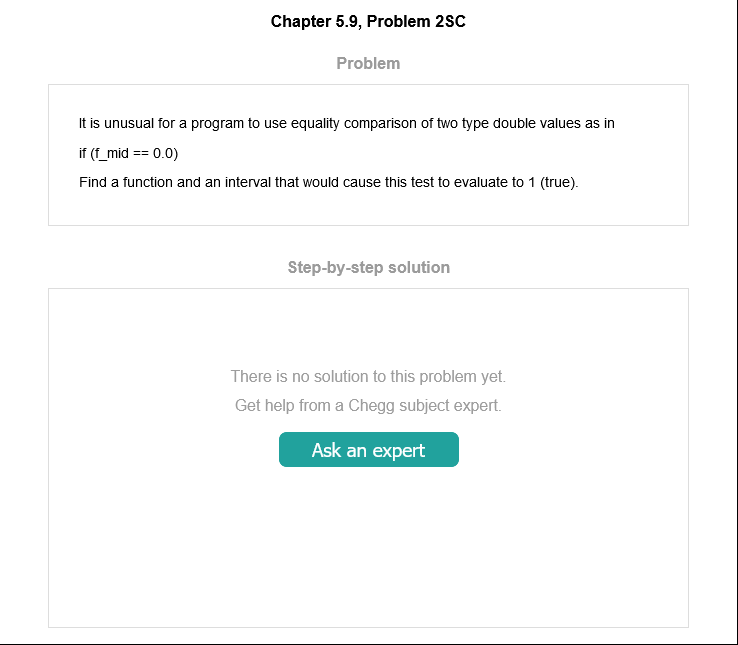 Chapter 5.9, Problem 2SC
Problem
It is unusual for a program to use equality comparison of two type double values as in
if (f_mid == 0.0)
Find a function and an interval that would cause this test to evaluate to 1 (true).
Step-by-step solution
There is no solution to this problem yet.
Get help from a Chegg subject expert.
Ask an expert